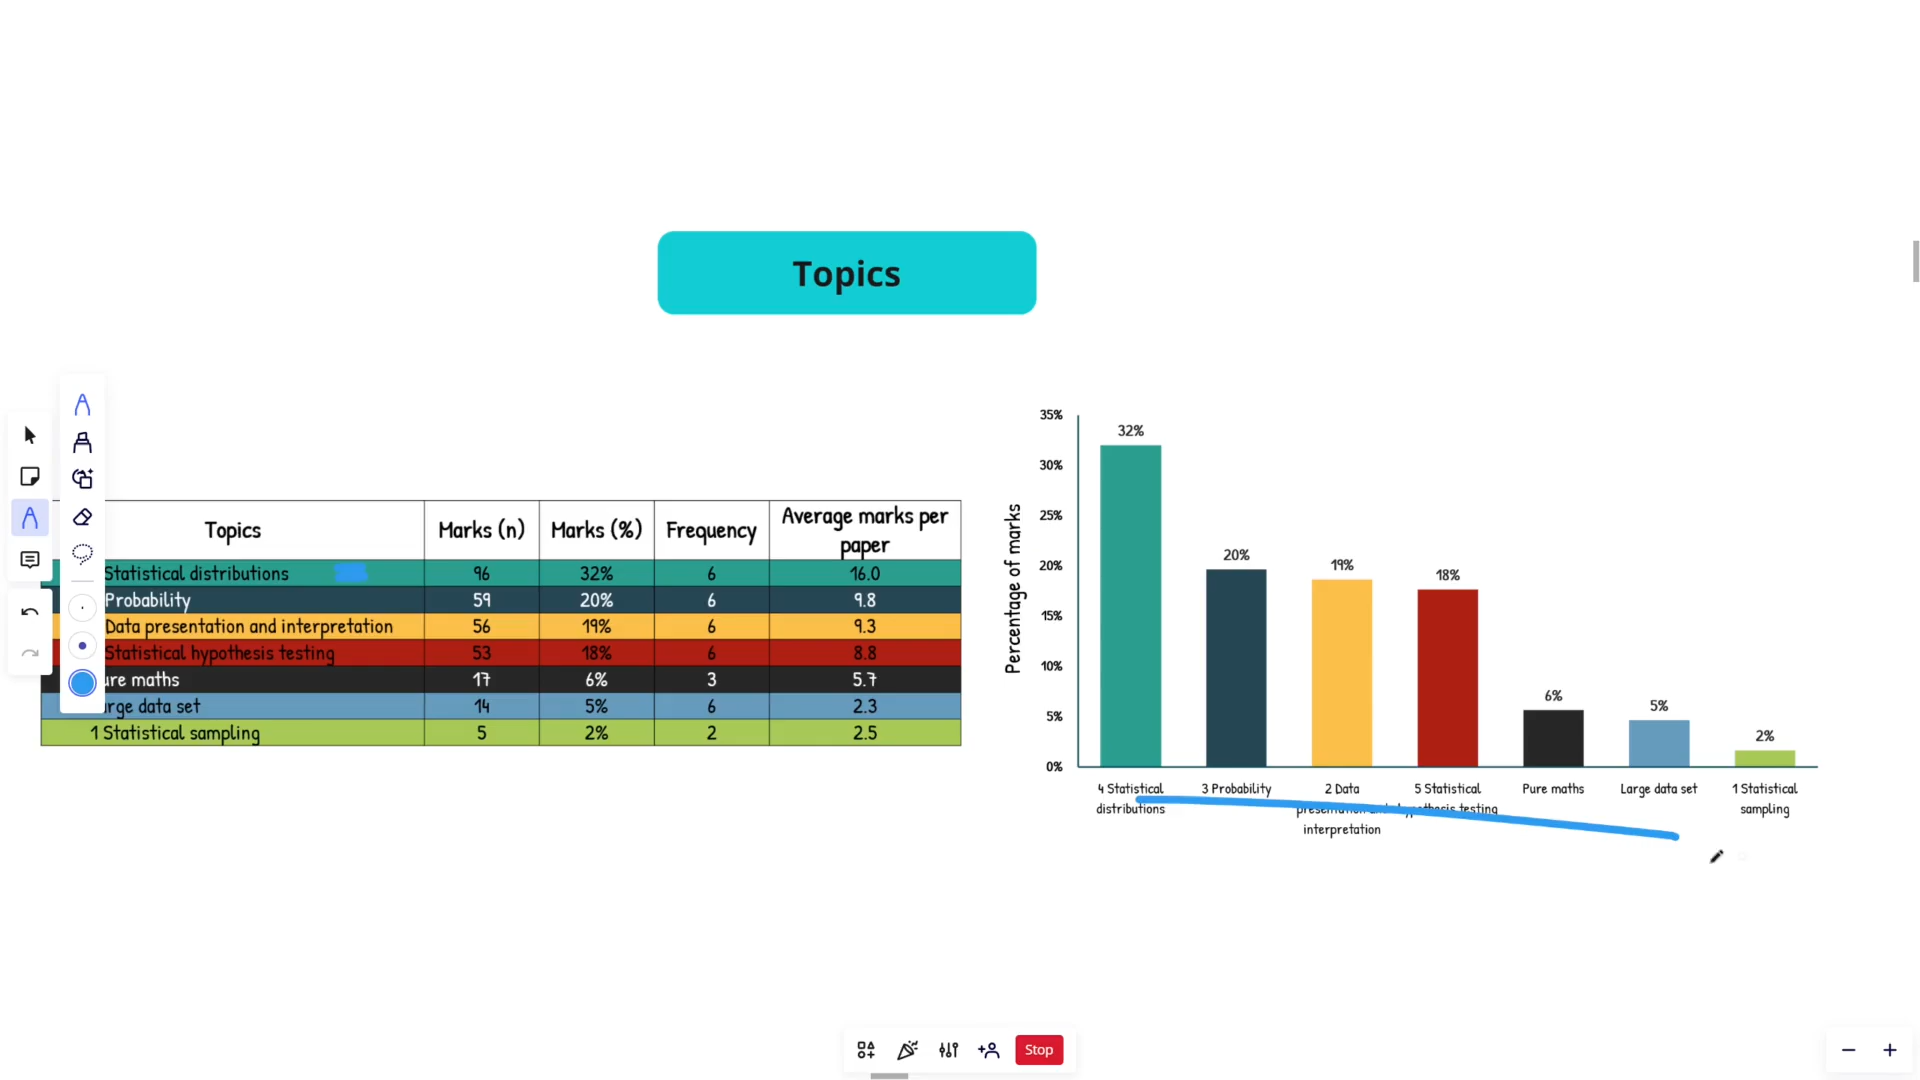 Topics
Topics Marks (n) Marks (%) Frequency Average marks per paper
Statistical distributions 96 32% 6 16.0
Probability 59 20% 6 9.8
Data presentation and interpretation 56 19% 6 9.3
Statistical hypothesis testing 53 18% 6 8.8
ure maths 17 6% 3 5.7
arge data set 14 5% 6 2.3
1 Statistical sampling 5 2% 2 2.5
Percentage of marks
35%
30%
25%
20%
15%
10%
5%
0%
32%
20%
19%
18%
6%
5%
2%
4 Statistical distributions
3 Probability
2 Data presentation and interpretation
5 Statistical hypothesis testing
Pure maths
Large data set
1 Statistical sampling
Stop